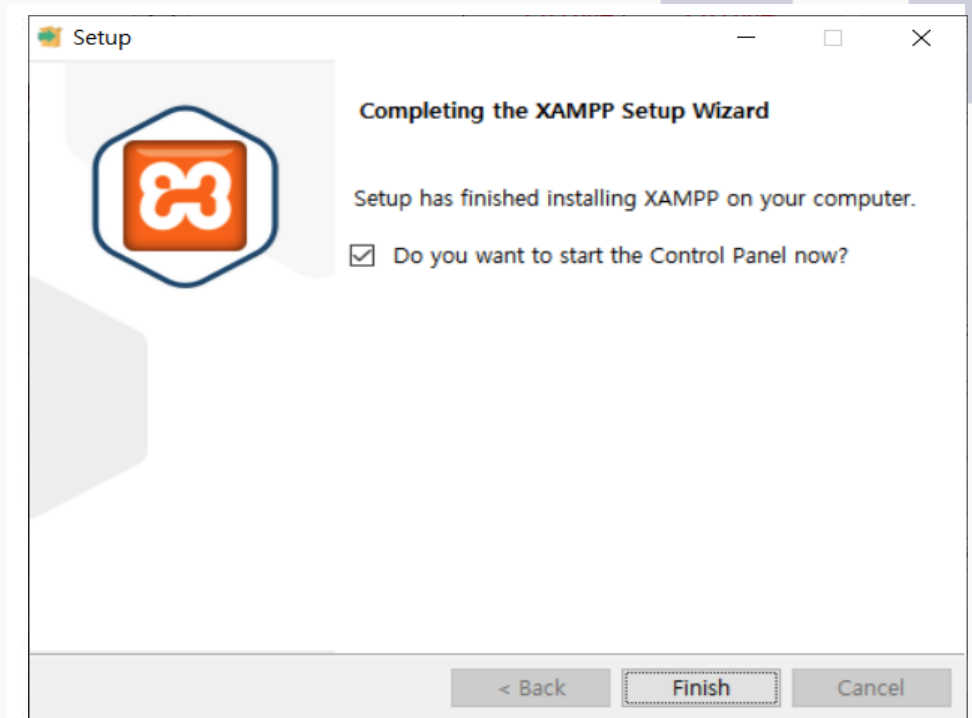 Setup
Completing the XAMPP Setup Wizard
Setup has finished installing XAMPP on your computer.
Do you want to start the Control Panel now?
< Back
Finish
Cancel